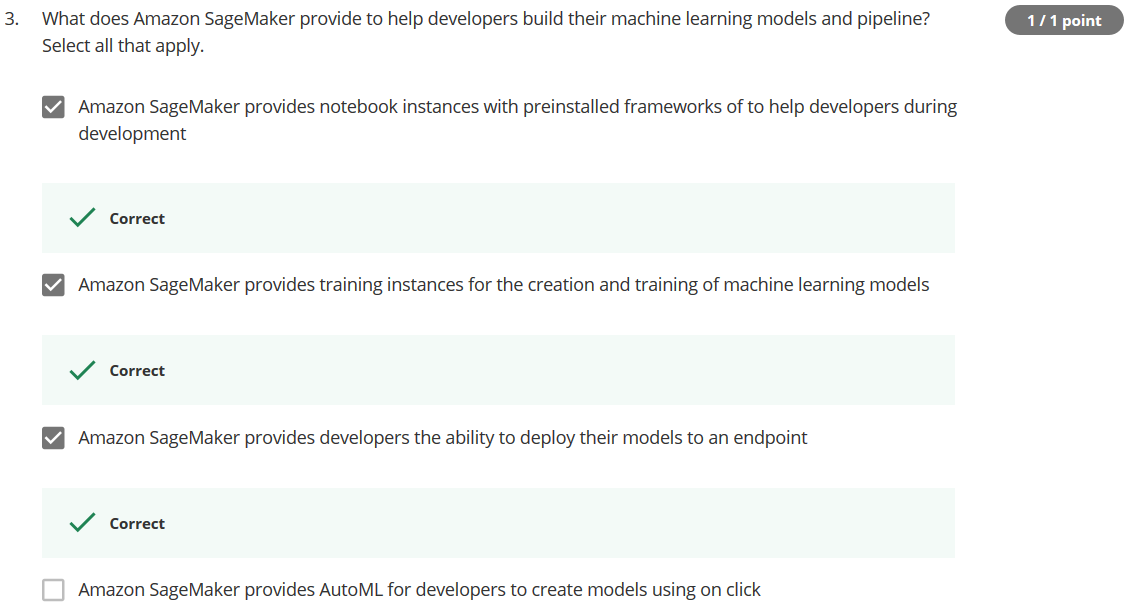 3. What does Amazon SageMaker provide to help developers build their machine learning models and pipeline?
1 / 1 point
Select all that apply.
Amazon SageMaker provides notebook instances with preinstalled frameworks of to help developers during
development
Correct
Amazon SageMaker provides training instances for the creation and training of machine learning models
Correct
Amazon SageMaker provides developers the ability to deploy their models to an endpoint
Correct
Amazon SageMaker provides AutoML for developers to create models using on click